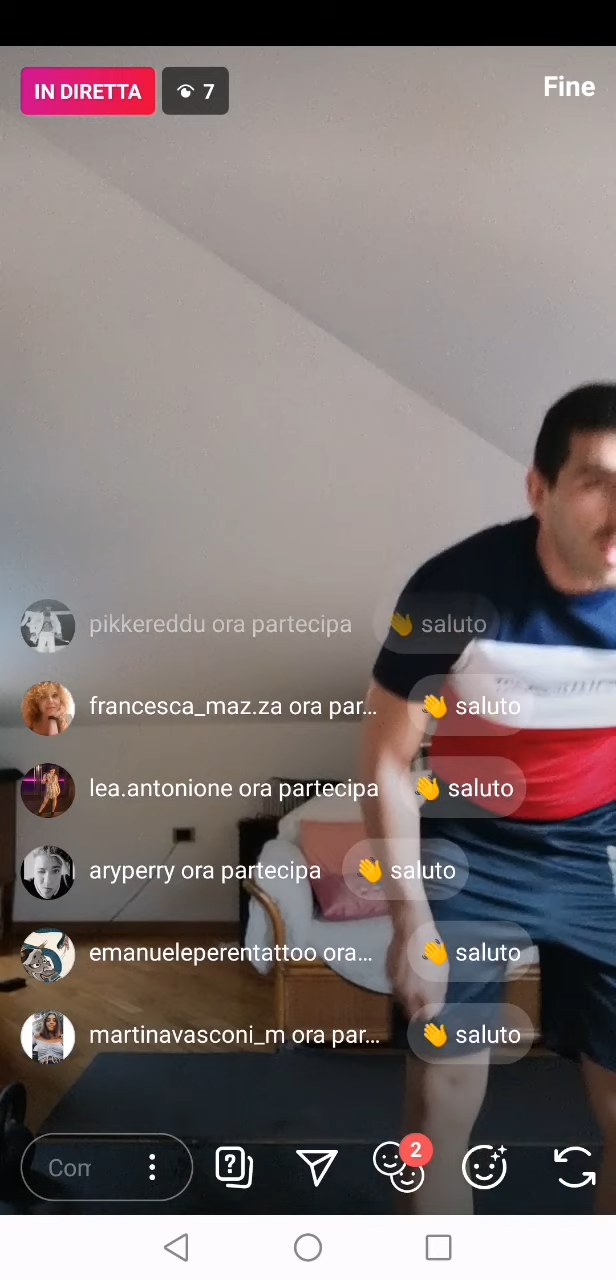 IN DIRETTA 7 Fine
pikkereddu ora partecipa 👋 saluto
francesca_maz.za ora par... 👋 saluto
lea.antonione ora partecipa 👋 saluto
aryperry ora partecipa 👋 saluto
emanueleperentattoo ora... 👋 saluto
martinavasconi_m ora par... 👋 saluto
Com 2